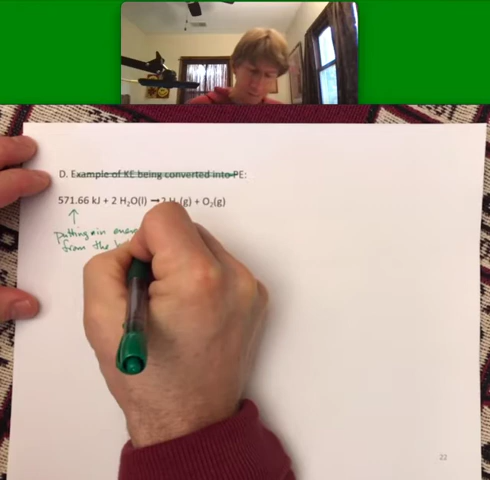 D. Example of KE being converted into PE:
571.66 kJ + 2 H₂O(l) → 2 H₂(g) + O₂(g)
putting in
from the
22